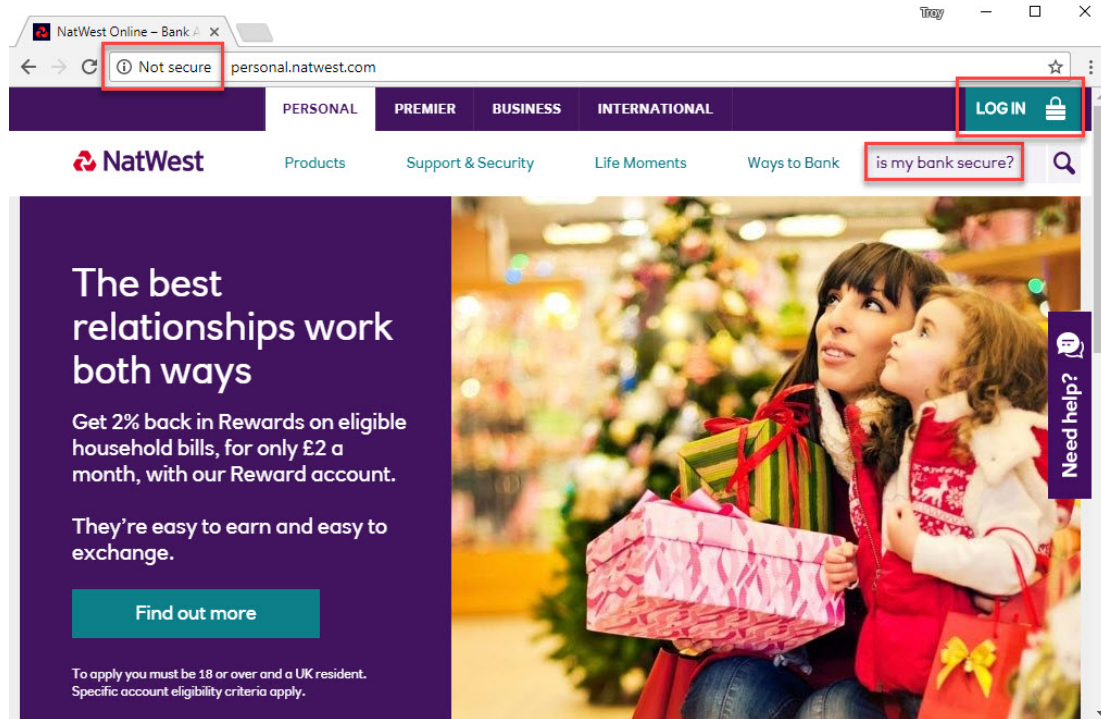 Troy
NatWest Online – Bank A
Not secure personal.natwest.com
PERSONAL PREMIER BUSINESS INTERNATIONAL LOG IN
NatWest Products Support & Security Life Moments Ways to Bank is my bank secure?
The best
relationships work
both ways
Get 2% back in Rewards on eligible
household bills, for only £2 a
month, with our Reward account.
They're easy to earn and easy to
exchange.
Find out more
To apply you must be 18 or over and a UK resident.
Specific account eligibility criteria apply.
Need help?